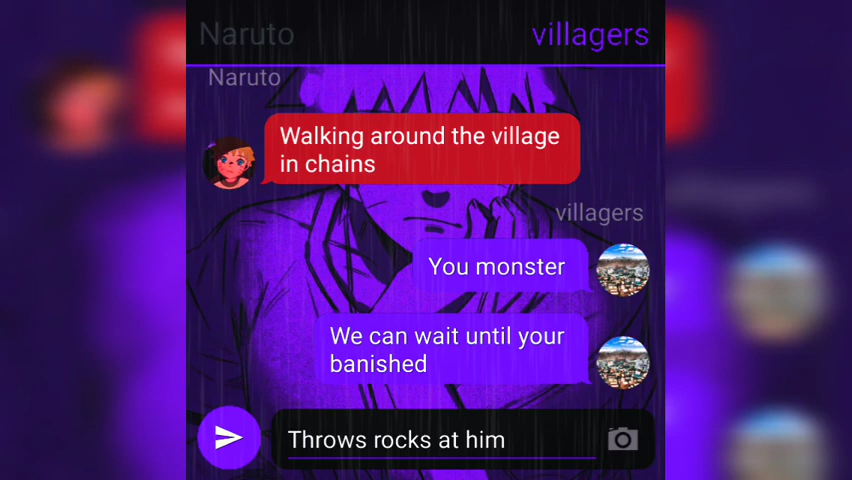 Naruto
villagers
Naruto
Walking around the village
in chains
villagers
You monster
We can wait until your
banished
Throws rocks at him